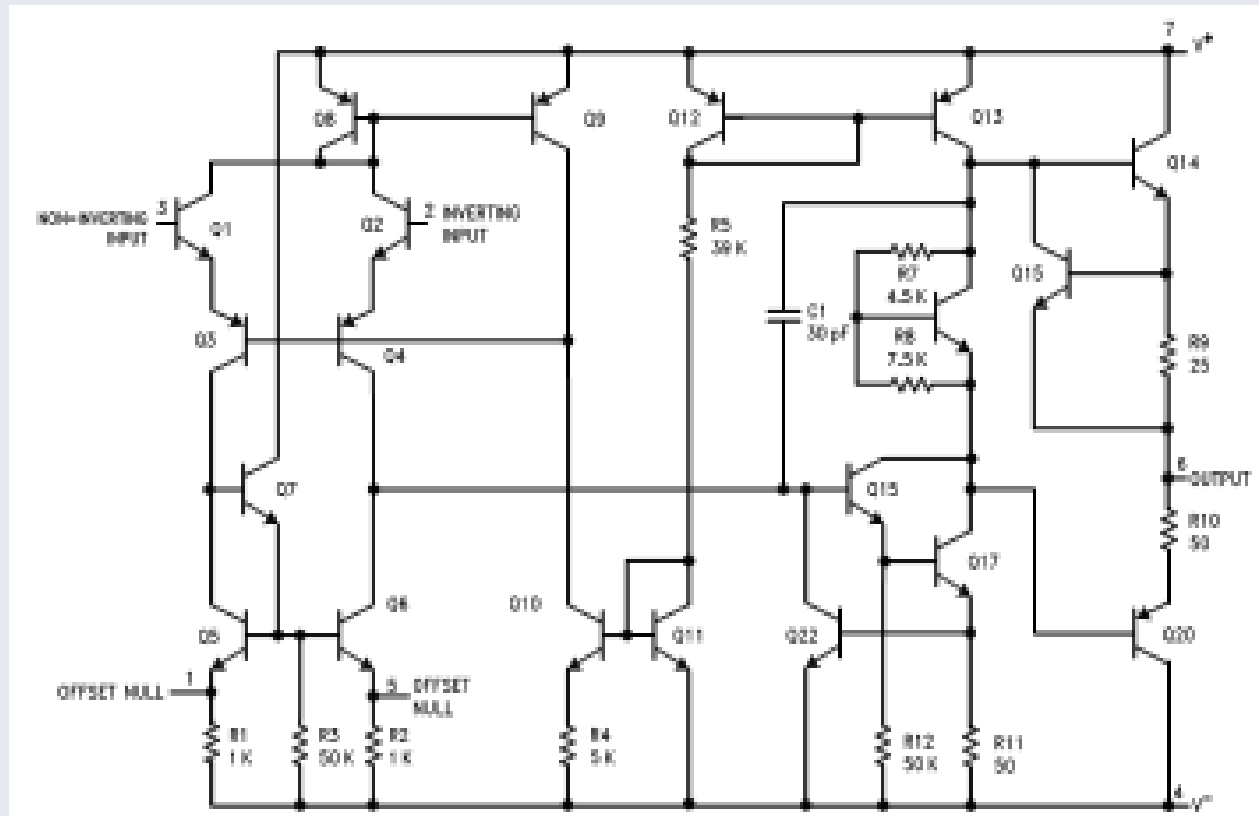 7
V+
Q8
Q9
Q12
Q13
Q14
3
NON-INVERTING
INPUT
Q1
Q2
2
INVERTING
INPUT
R5
39 K
Q15
R7
4.5 K
C1
30 pF
R8
7.5 K
Q3
Q4
R9
25
Q7
6
OUTPUT
Q15
R10
50
Q17
Q6
Q10
Q5
Q11
Q22
Q20
OFFSET NULL
1
5
OFFSET
NULL
R1
1 K
R3
50 K
R2
1 K
R4
5 K
R12
50 K
R11
50
4
V-